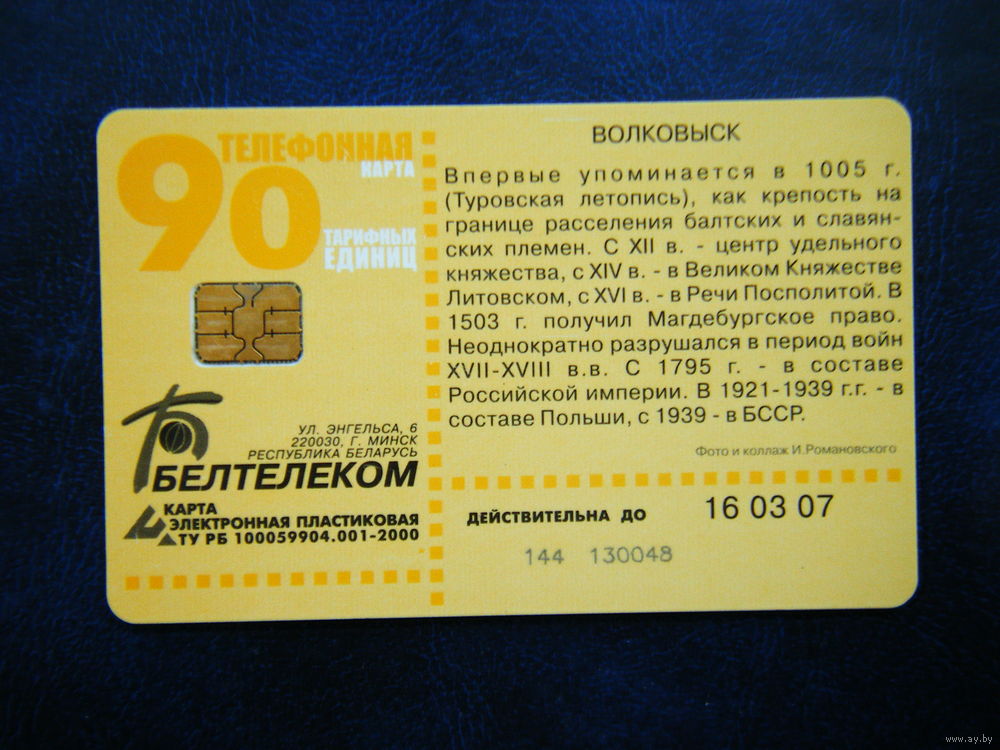 90
ТЕЛЕФОННАЯ
КАРТА
ТАРИФНЫХ
ЕДИНИЦ
УЛ. ЭНГЕЛЬСА, 6
220030, Г. МИНСК
РЕСПУБЛИКА БЕЛАРУСЬ
БЕЛТЕЛЕКОМ
КАРТА
ЭЛЕКТРОННАЯ ПЛАСТИКОВАЯ
ТУ РБ 100059904.001-2000
ВОЛКОВЫСК
Впервые упоминается в 1005 г.
(Туровская летопись), как крепость на
границе расселения балтских и славян-
ских племен. С XII в. - центр удельного
княжества, с XIV в. - в Великом Княжестве
Литовском, с XVI в. - в Речи Посполитой. В
1503 г. получил Магдебургское право.
Неоднократно разрушался в период войн
XVII-XVIII в.в. С 1795 г. - в составе
Российской империи. В 1921-1939 г.г. - в
составе Польши, с 1939 - в БССР.
Фото и коллаж И.Романовского
ДЕЙСТВИТЕЛЬНА ДО 16 03 07
144 130048
www.ay.by